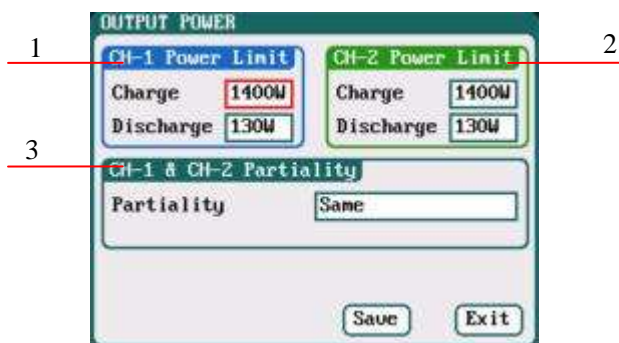 OUTPUT POWER
1
CH-1 Power Limit
CH-2 Power Limit
2
Charge 1400W
Charge 1400W
Discharge 130W
Discharge 130W
3
CH-1 & CH-2 Partiality
Partiality Same
Save Exit